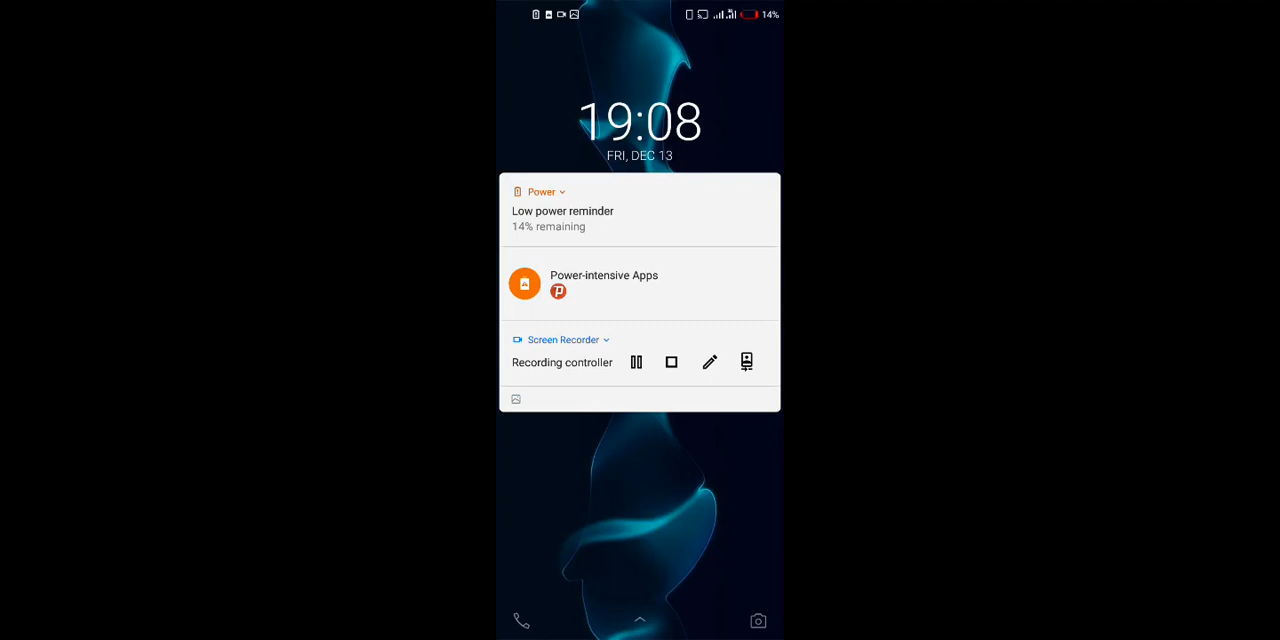 14%
19:08
FRI, DEC 13
Power
Low power reminder
14% remaining
Power-intensive Apps
Screen Recorder
Recording controller